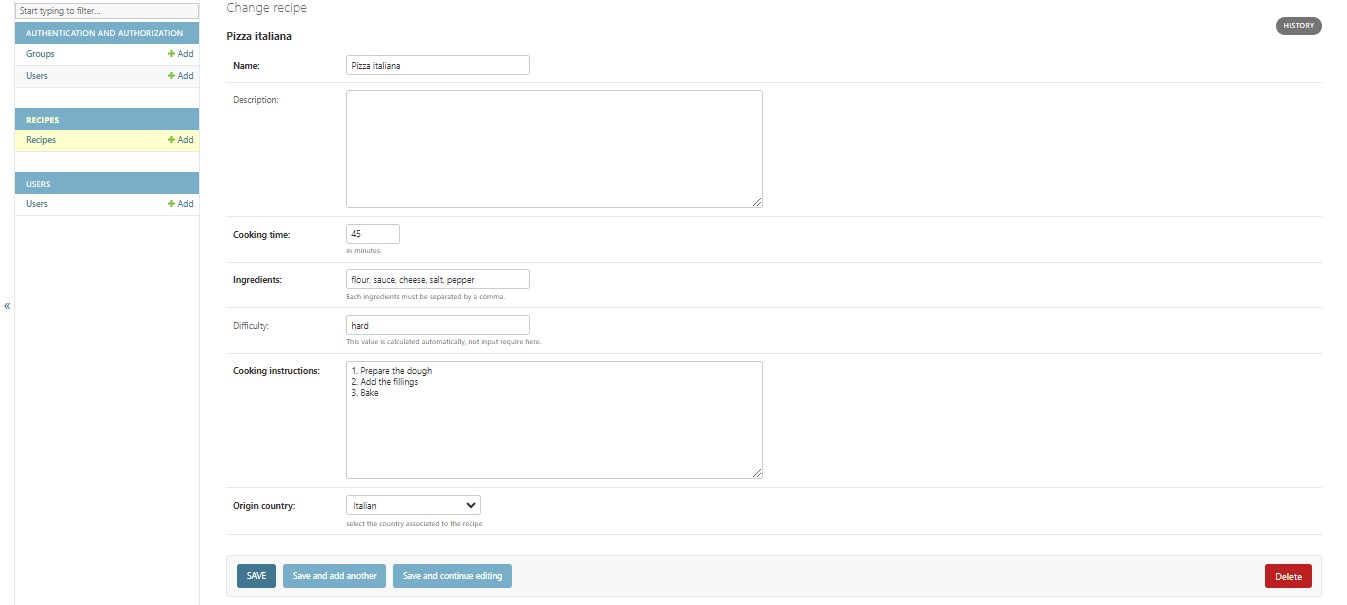 Start typing to filter...
AUTHENTICATION AND AUTHORIZATION
Groups + Add
Users + Add
RECIPES
Recipes + Add
USERS
Users + Add
«
Change recipe
Pizza italiana
HISTORY
Name: Pizza italiana
Description:
Cooking time: 45
in minutes
Ingredients: flour, sauce, cheese, salt, pepper
Each ingredients must be separated by a comma.
Difficulty: hard
This value is calculated automatically, not input require here.
Cooking instructions: 1. Prepare the dough
2. Add the fillings
3. Bake
Origin country: Italian
select the country associated to the recipe
SAVE Save and add another Save and continue editing Delete